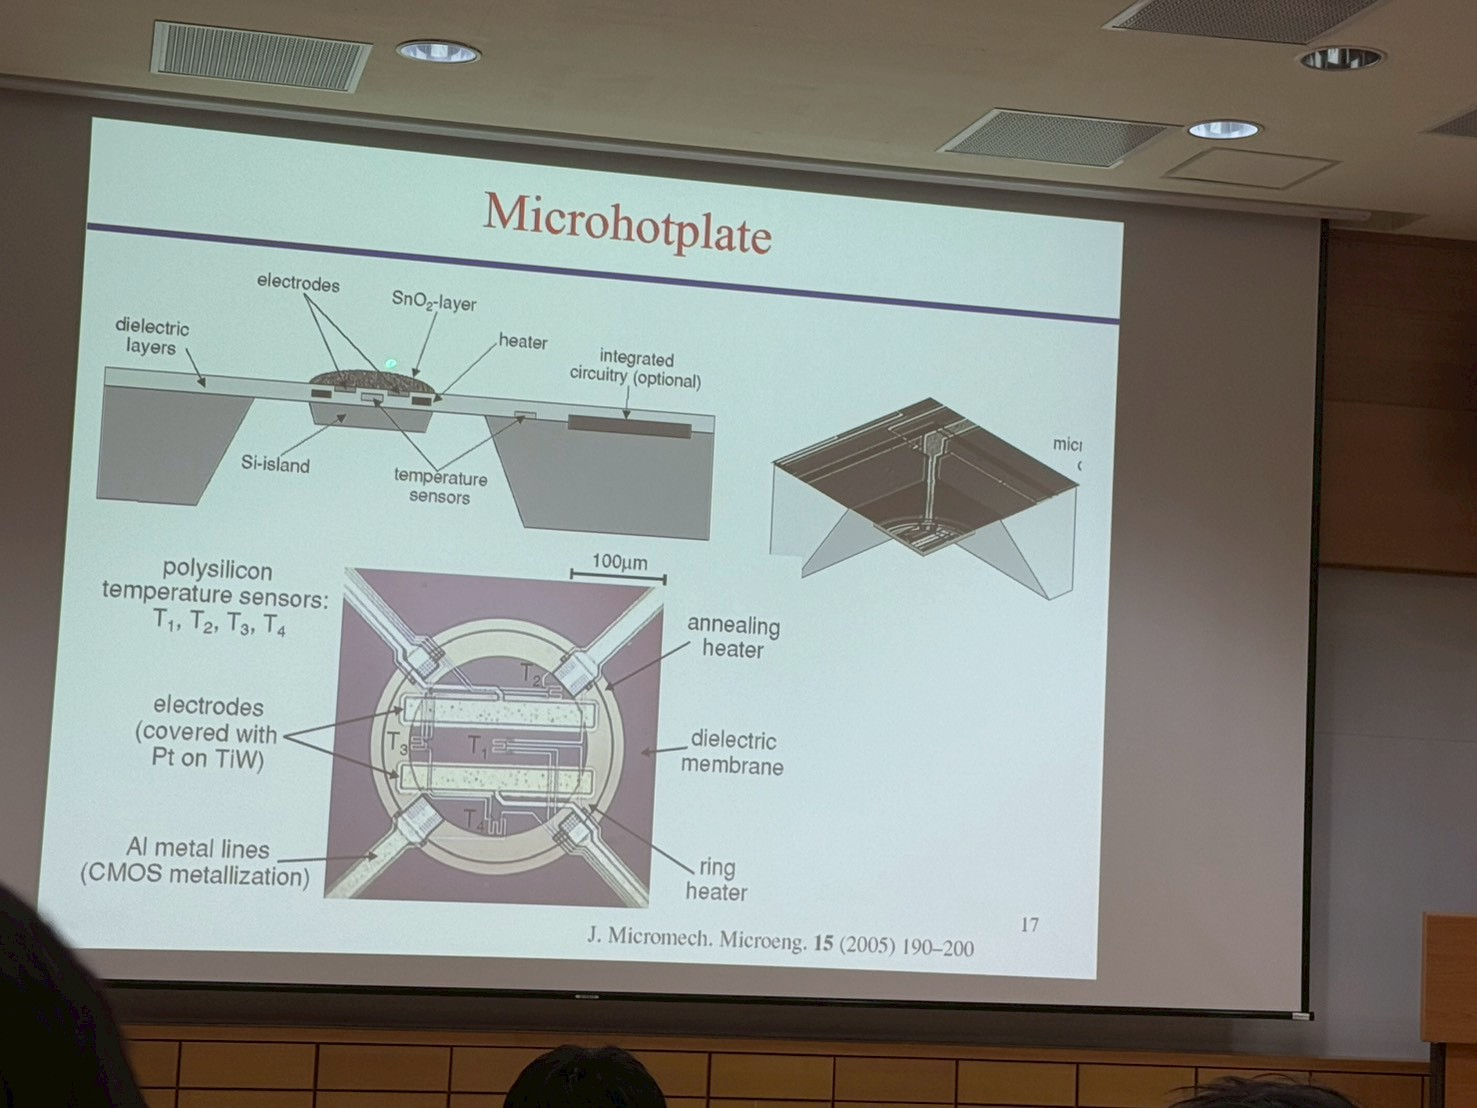 Microhotplate
electrodes
SnO₂-layer
dielectric
layers
heater
integrated
circuitry (optional)
Si-island
temperature
sensors
micr
polysilicon
temperature sensors:
T₁, T₂, T₃, T₄
100μm
annealing
heater
T₂
electrodes
(covered with
Pt on TiW)
T₃
T₁
dielectric
membrane
T₄
Al metal lines
(CMOS metallization)
ring
heater
17
J. Micromech. Microeng. 15 (2005) 190–200